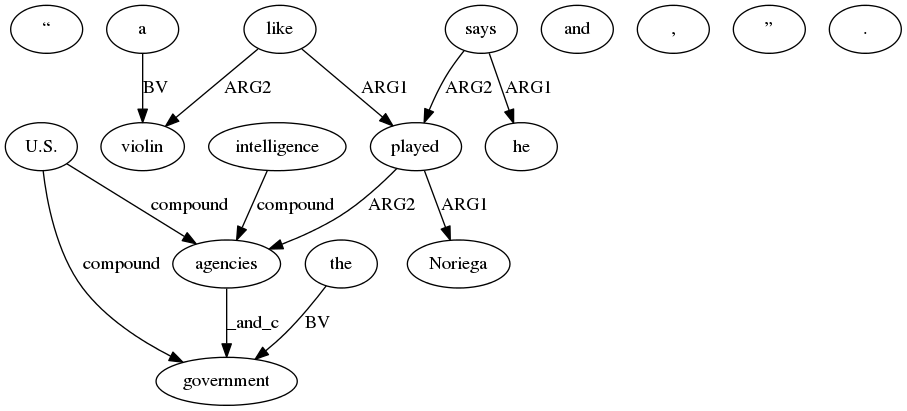 “ a like says and , ” .
BV ARG2 ARG1 ARG2 ARG1
U.S. violin intelligence played he
compound compound ARG2 ARG1
agencies the Noriega
compound
_and_c BV
government